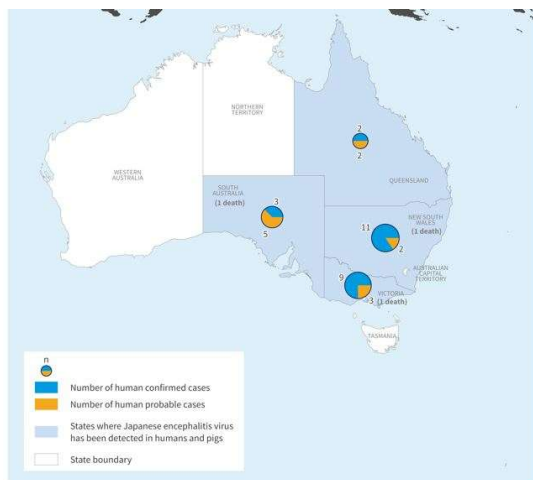 NORTHERN
TERRITORY
2
2
WESTERN
AUSTRALIA
QUEENSLAND
SOUTH
AUSTRALIA
(1 death)
3
5
NEW SOUTH
WALES
(1 death)
11
2
AUSTRALIAN
CAPITAL
TERRITORY
9
3
VICTORIA
(1 death)
TASMANIA
n
Number of human confirmed cases
Number of human probable cases
States where Japanese encephalitis virus
has been detected in humans and pigs
State boundary